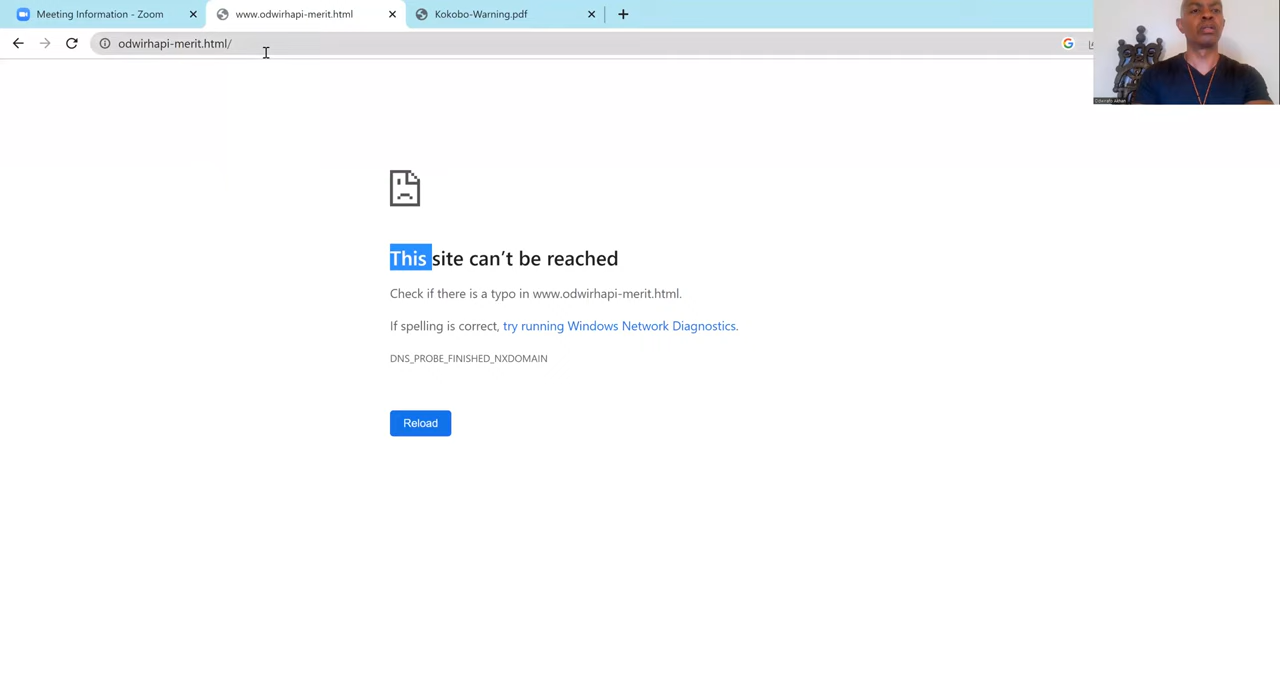 Meeting Information - Zoom
www.odwirhapi-merit.html
Kokobo-Warning.pdf
odwirhapi-merit.html/
This site can't be reached
Check if there is a typo in www.odwirhapi-merit.html.
If spelling is correct, try running Windows Network Diagnostics.
DNS_PROBE_FINISHED_NXDOMAIN
Reload